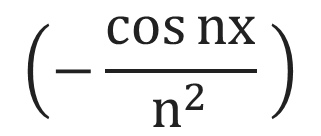 (− cos nx / n²)